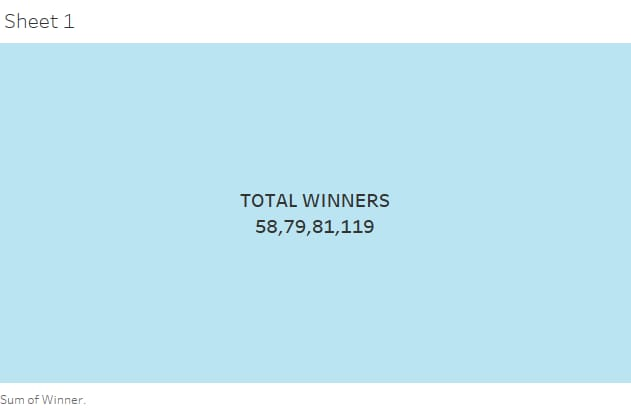 Sheet 1
TOTAL WINNERS
58,79,81,119
Sum of Winner.